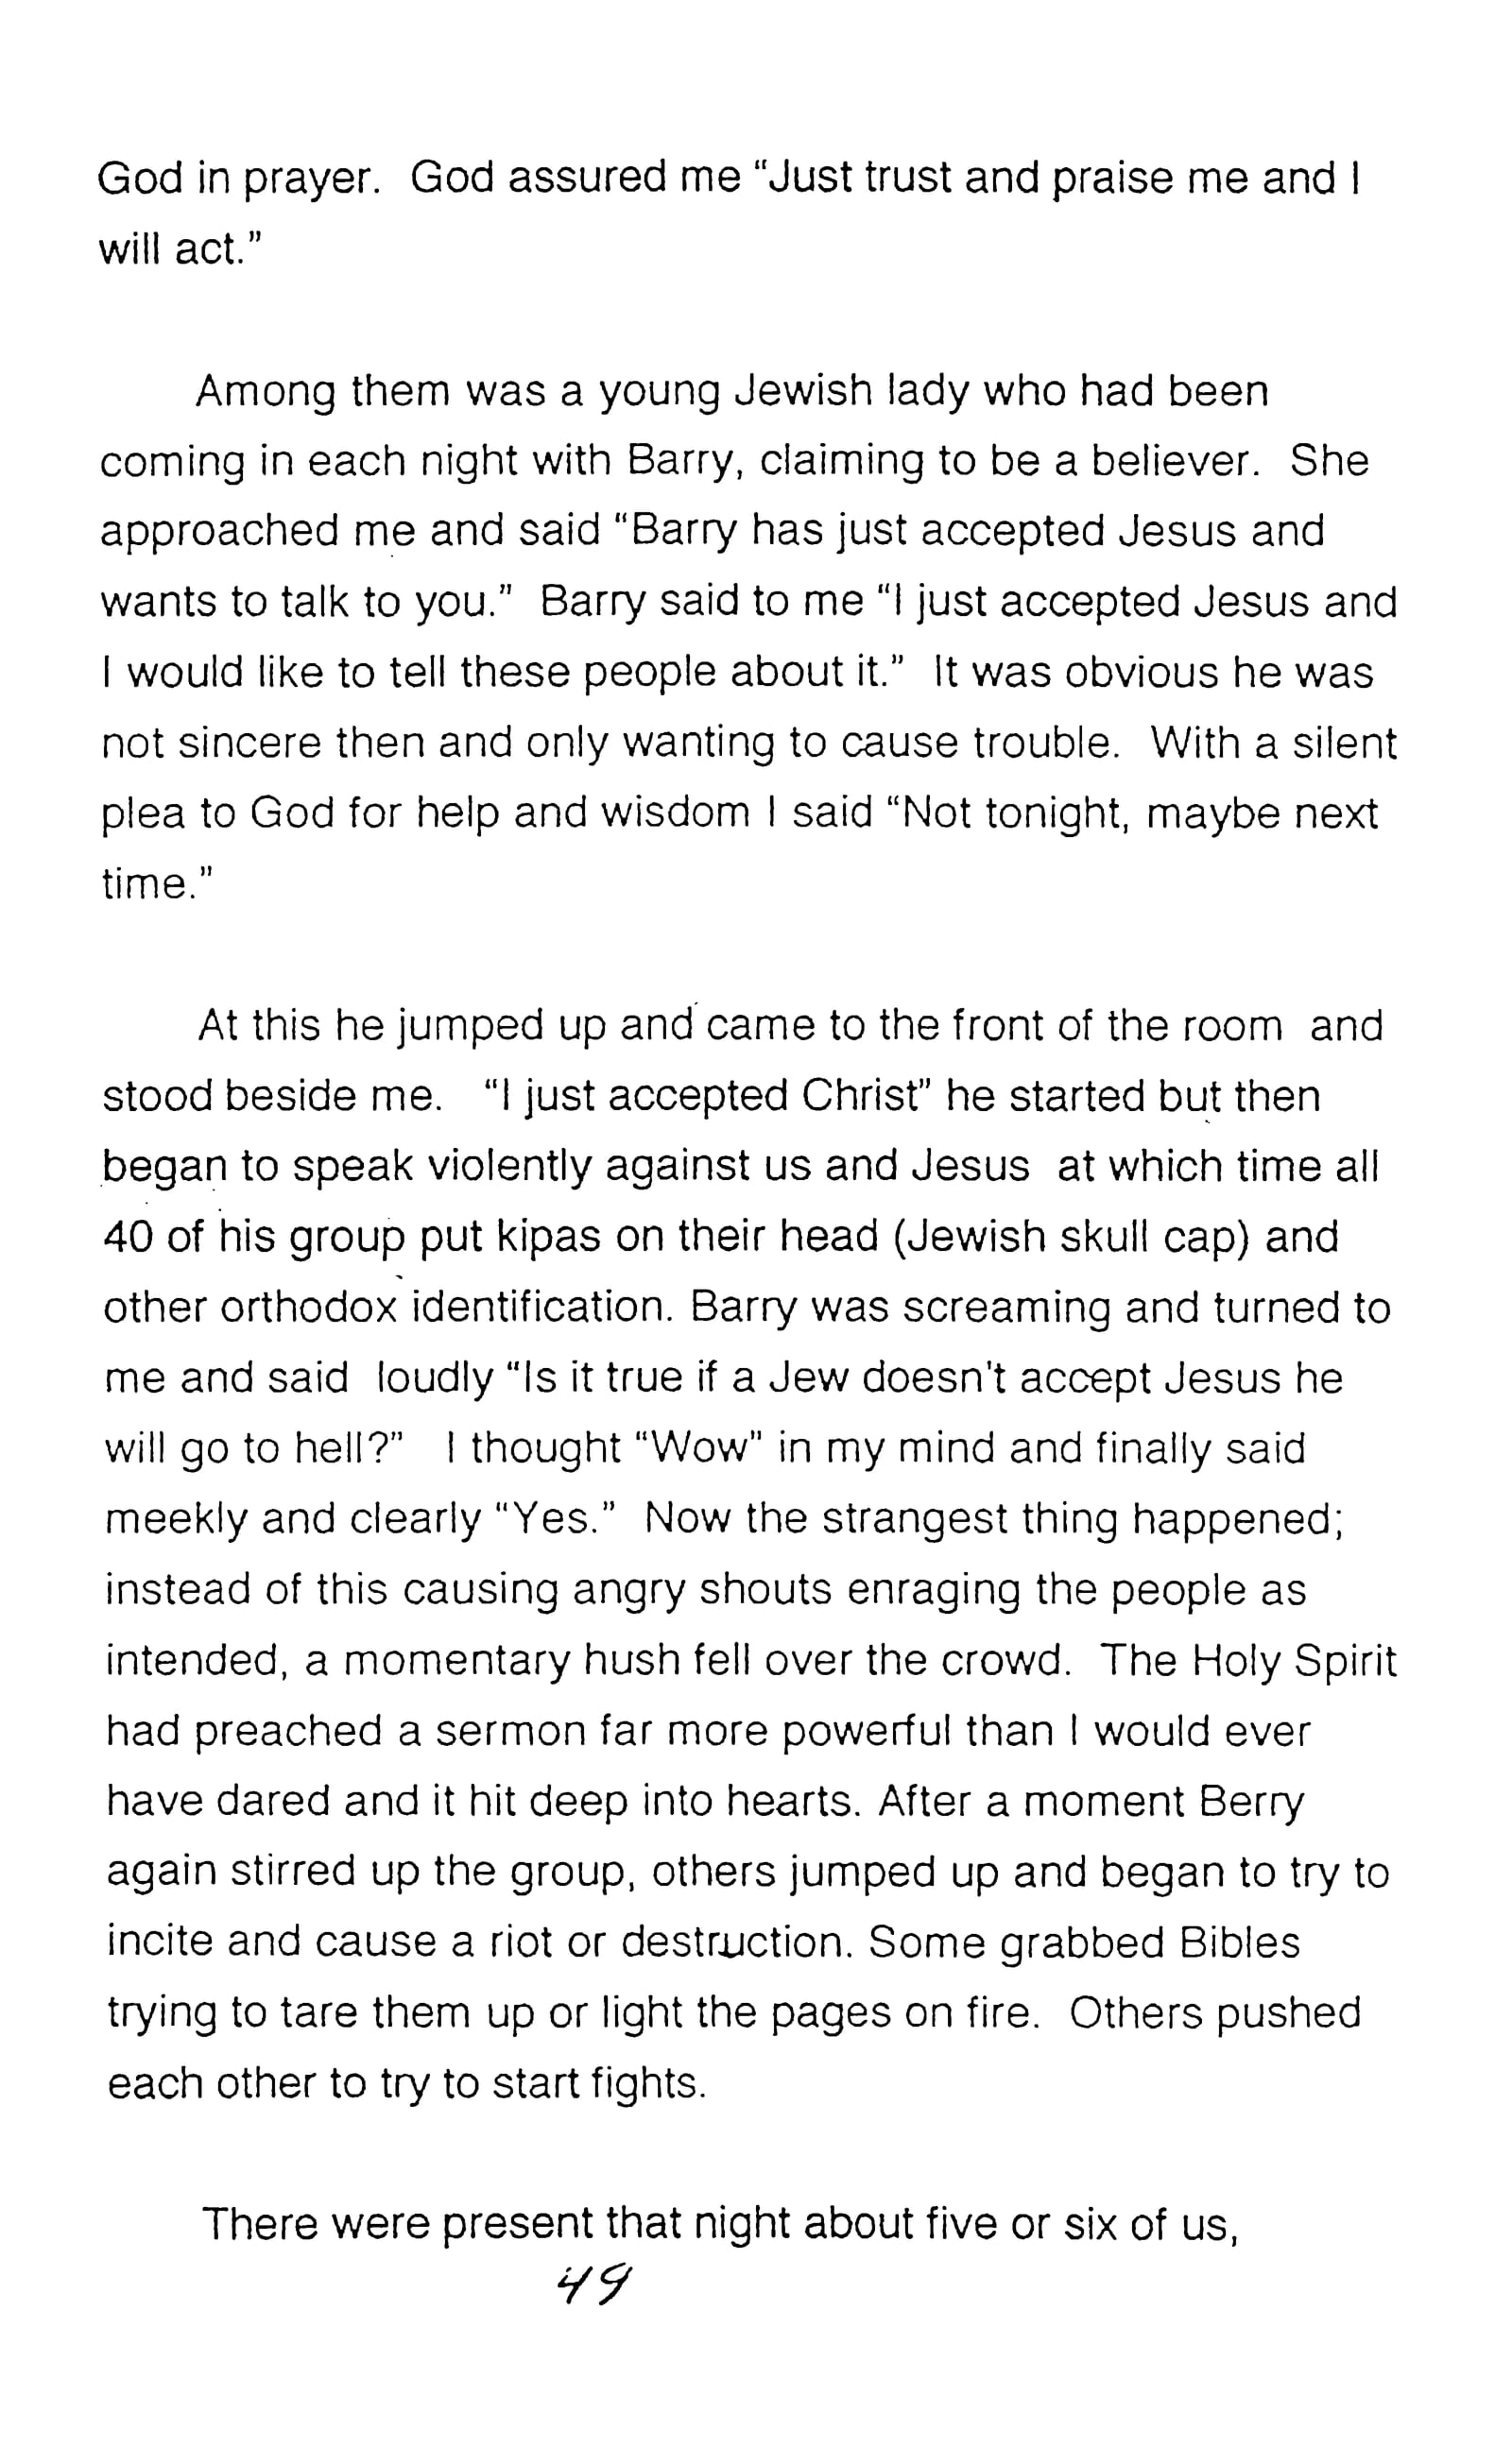 God in prayer. God assured me “Just trust and praise me and I
will act.”
Among them was a young Jewish lady who had been
coming in each night with Barry, claiming to be a believer. She
approached me and said “Barry has just accepted Jesus and
wants to talk to you.” Barry said to me “I just accepted Jesus and
I would like to tell these people about it.” It was obvious he was
not sincere then and only wanting to cause trouble. With a silent
plea to God for help and wisdom I said “Not tonight, maybe next
time.”
At this he jumped up and came to the front of the room and
stood beside me. “I just accepted Christ” he started but then
began to speak violently against us and Jesus at which time all
40 of his group put kipas on their head (Jewish skull cap) and
other orthodox identification. Barry was screaming and turned to
me and said loudly “Is it true if a Jew doesn't accept Jesus he
will go to hell?” I thought “Wow” in my mind and finally said
meekly and clearly “Yes.” Now the strangest thing happened;
instead of this causing angry shouts enraging the people as
intended, a momentary hush fell over the crowd. The Holy Spirit
had preached a sermon far more powerful than I would ever
have dared and it hit deep into hearts. After a moment Berry
again stirred up the group, others jumped up and began to try to
incite and cause a riot or destruction. Some grabbed Bibles
trying to tare them up or light the pages on fire. Others pushed
each other to try to start fights.
There were present that night about five or six of us,
49